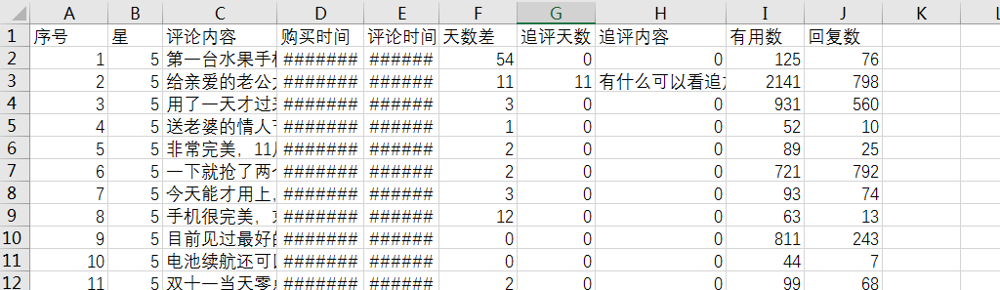 A B C D E F G H I J K
1 序号 星 评论内容 购买时间 评论时间 天数差 追评天数 追评内容 有用数 回复数
2 1 5 第一台水果手 ####### ###### 54 0 0 125 76
3 2 5 给亲爱的老公 ####### ###### 11 11 有什么可以看追 2141 798
4 3 5 用了一天才过 ####### ###### 3 0 0 931 560
5 4 5 送老婆的情人 ####### ###### 1 0 0 52 10
6 5 5 非常完美，11 ####### ###### 2 0 0 89 25
7 6 5 一下就抢了两 ####### ###### 2 0 0 721 792
8 7 5 今天能才用上, ####### ###### 3 0 0 93 74
9 8 5 手机很完美， ####### ###### 12 0 0 63 13
10 9 5 目前见过最好 ####### ###### 0 0 0 811 243
11 10 5 电池续航还可 ####### ###### 0 0 0 44 7
12 11 5 双十一当天零 ####### ###### 2 0 0 99 68